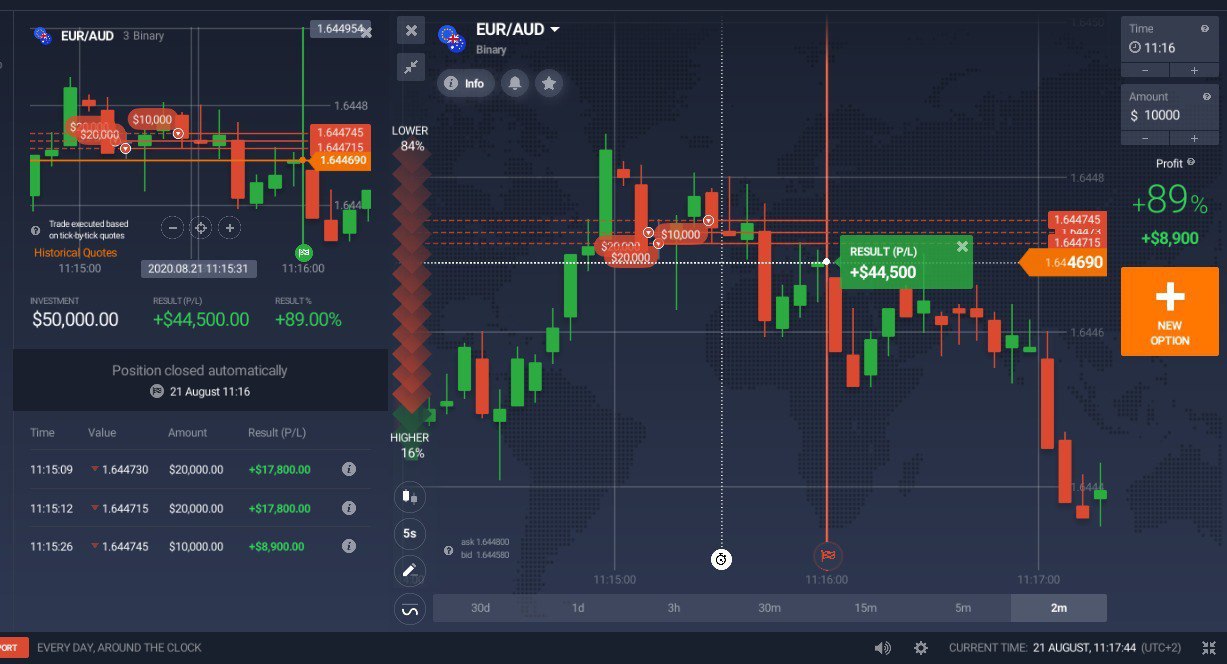 EUR/AUD 3 Binary
1.644954
1.6448
$10,000
$20,000
1.644745
1.644715
1.644690
1.644
Trade executed based
on tick-by-tick quotes
Historical Quotes
11:15:00
2020.08.21 11:15:31
11:16:00
INVESTMENT RESULT (P/L) RESULT %
$50,000.00 +$44,500.00 +89.00%
Position closed automatically
21 August 11:16
Time Value Amount Result (P/L)
11:15:09 1.644730 $20,000.00 +$17,800.00
11:15:12 1.644715 $20,000.00 +$17,800.00
11:15:26 1.644745 $10,000.00 +$8,900.00
EUR/AUD
Binary
Info
LOWER
84%
HIGHER
16%
5s
1.6448
1.644745
1.644715
1.644690
1.6446
1.6444
$10,000
$20,000
$20,000
RESULT (P/L)
+$44,500
ask 1.644800
bid 1.644580
11:15:00 11:16:00 11:17:00
30d 1d 3h 30m 15m 5m 2m
Time
11:16
Amount
$ 10000
Profit
+89%
+$8,900
NEW
OPTION
PORT EVERY DAY, AROUND THE CLOCK
CURRENT TIME: 21 AUGUST, 11:17:44 (UTC+2)